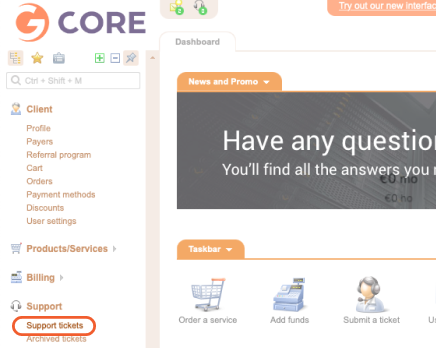 G CORE
Try out our new interfac
Dashboard
Ctrl + Shift + M
News and Promo
Client
Profile
Payers
Referral program
Cart
Orders
Payment methods
Discounts
User settings
Have any question
You'll find all the answers you
€0 mo
€0 hq
Products/Services
Taskbar
Billing
Support
Order a service
Add funds
Submit a ticket
Support tickets
Archived tickets